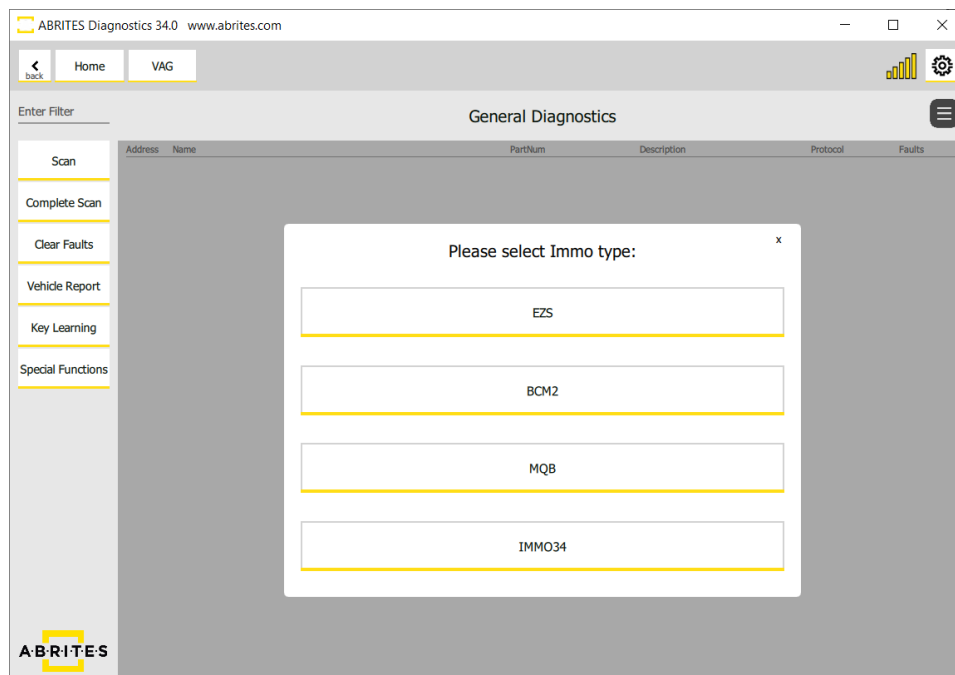 ABRITES Diagnostics 34.0 www.abrites.com
back
Home
VAG
Enter Filter
General Diagnostics
Scan
Complete Scan
Clear Faults
Vehicle Report
Key Learning
Special Functions
Address Name PartNum Description Protocol Faults
Please select Immo type:
x
EZS
BCM2
MQB
IMMO34
A·B·R·I·T·E·S